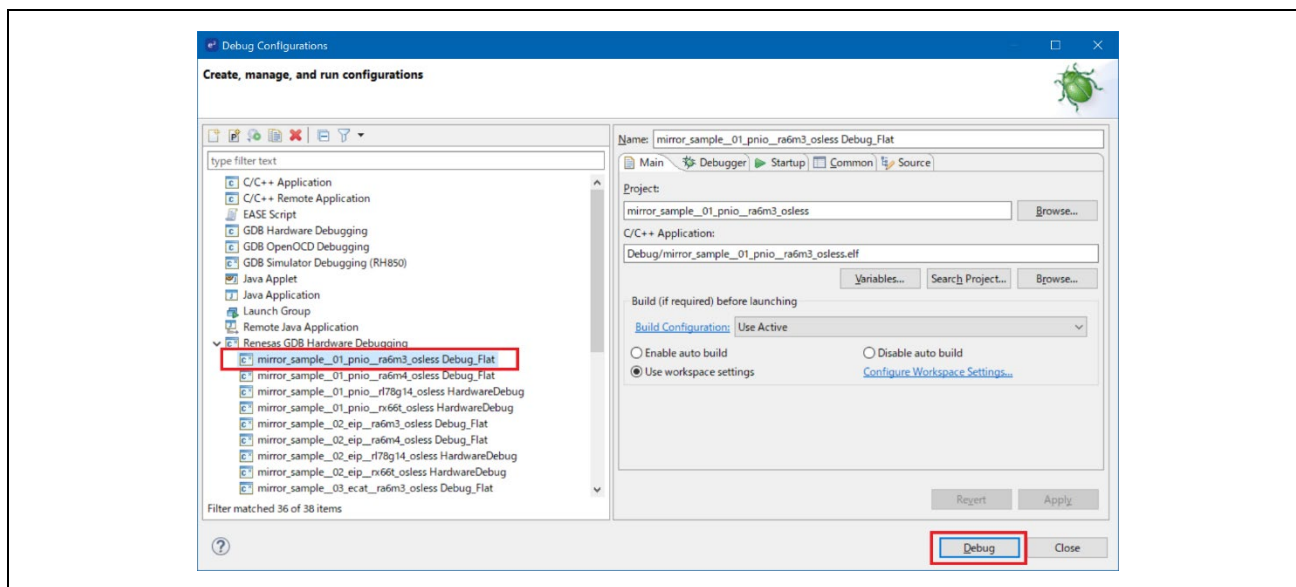 Debug Configurations
Create, manage, and run configurations
type filter text
C/C++ Application
C/C++ Remote Application
EASE Script
GDB Hardware Debugging
GDB OpenOCD Debugging
GDB Simulator Debugging (RH850)
Java Applet
Java Application
Launch Group
Remote Java Application
Renesas GDB Hardware Debugging
mirror_sample__01_pnio__ra6m3_osless Debug_Flat
mirror_sample__01_pnio__ra6m4_osless Debug_Flat
mirror_sample__01_pnio__rl78g14_osless HardwareDebug
mirror_sample__01_pnio__rx66t_osless HardwareDebug
mirror_sample__02_eip__ra6m3_osless Debug_Flat
mirror_sample__02_eip__ra6m4_osless Debug_Flat
mirror_sample__02_eip__rl78g14_osless HardwareDebug
mirror_sample__02_eip__rx66t_osless HardwareDebug
mirror_sample__03_ecat__ra6m3_osless Debug_Flat
Filter matched 36 of 38 items
Name: mirror_sample__01_pnio__ra6m3_osless Debug_Flat
Main Debugger Startup Common Source
Project:
mirror_sample__01_pnio__ra6m3_osless Browse...
C/C++ Application:
Debug/mirror_sample__01_pnio__ra6m3_osless.elf
Variables... Search Project... Browse...
Build (if required) before launching
Build Configuration: Use Active
Enable auto build Disable auto build
Use workspace settings Configure Workspace Settings...
Revert Apply
Debug Close